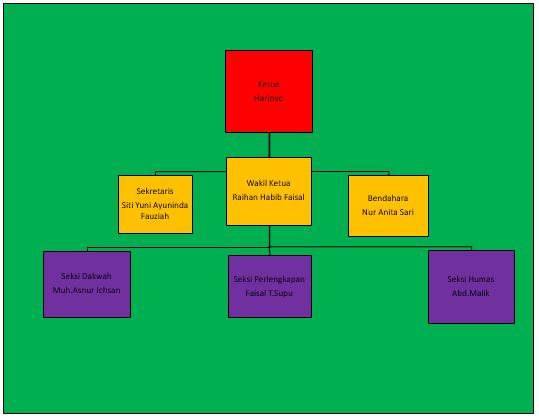 Ketua
Harjoyo
Wakil Ketua
Raihan Habib Faisal
Sekretaris
Siti Yuni Ayuninda
Fauziah
Bendahara
Nur Anita Sari
Seksi Dakwah
Muh.Asnur Ichsan
Seksi Perlengkapan
Faisal T.Supu
Seksi Humas
Abd.Malik